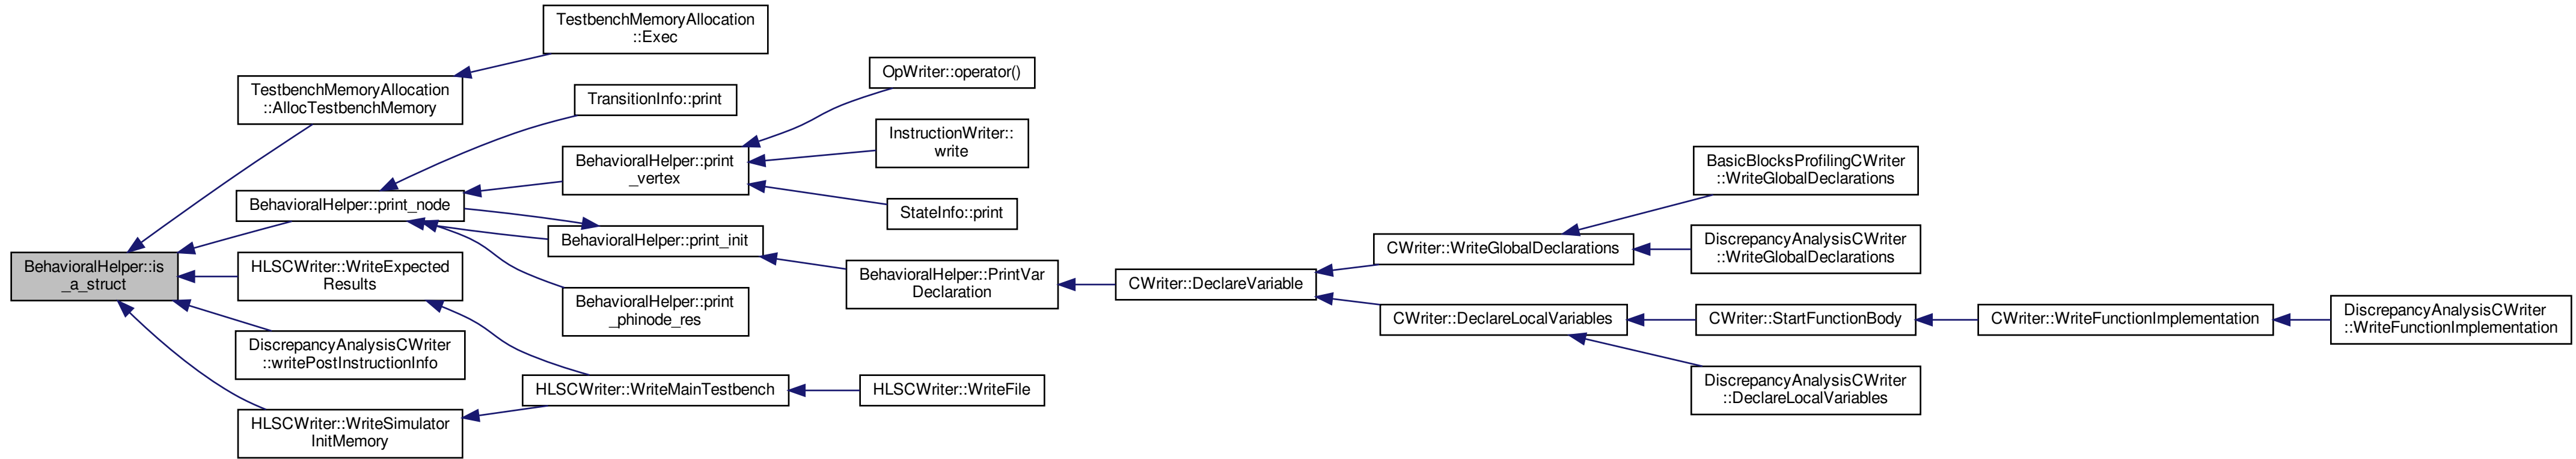 BehavioralHelper::is
_a_struct
TestbenchMemoryAllocation
::AllocTestbenchMemory
TestbenchMemoryAllocation
::Exec
BehavioralHelper::print_node
TransitionInfo::print
BehavioralHelper::print
_vertex
OpWriter::operator()
InstructionWriter::
write
StateInfo::print
BehavioralHelper::print_init
BehavioralHelper::PrintVar
Declaration
CWriter::DeclareVariable
CWriter::WriteGlobalDeclarations
BasicBlocksProfilingCWriter
::WriteGlobalDeclarations
DiscrepancyAnalysisCWriter
::WriteGlobalDeclarations
CWriter::DeclareLocalVariables
CWriter::StartFunctionBody
CWriter::WriteFunctionImplementation
DiscrepancyAnalysisCWriter
::WriteFunctionImplementation
DiscrepancyAnalysisCWriter
::DeclareLocalVariables
BehavioralHelper::print
_phinode_res
HLSCWriter::WriteExpected
Results
DiscrepancyAnalysisCWriter
::writePostInstructionInfo
HLSCWriter::WriteSimulator
InitMemory
HLSCWriter::WriteMainTestbench
HLSCWriter::WriteFile